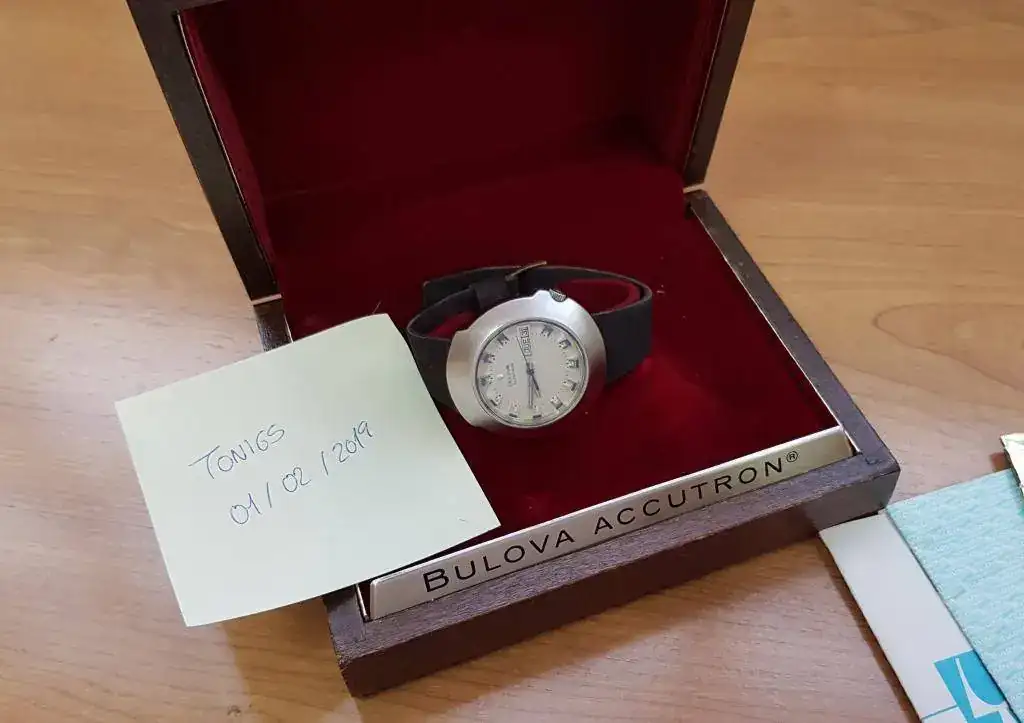 TONIGS
01/02/2019
BULOVA ACCUTRON®